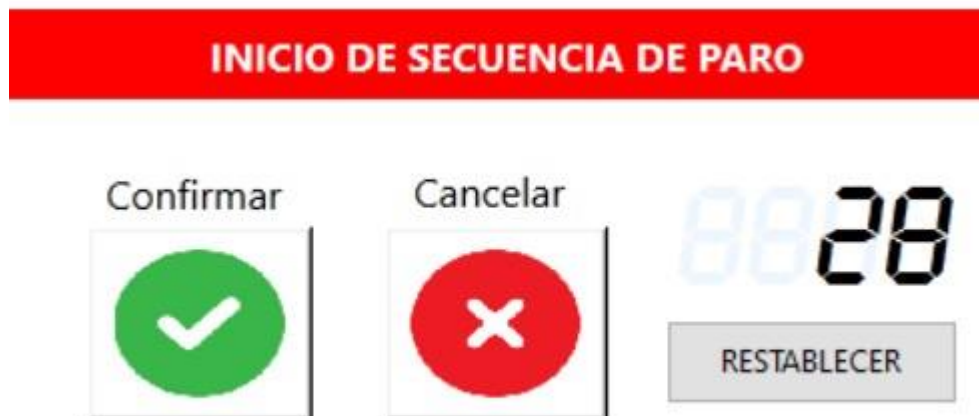 INICIO DE SECUENCIA DE PARO
Confirmar
Cancelar
28
RESTABLECER